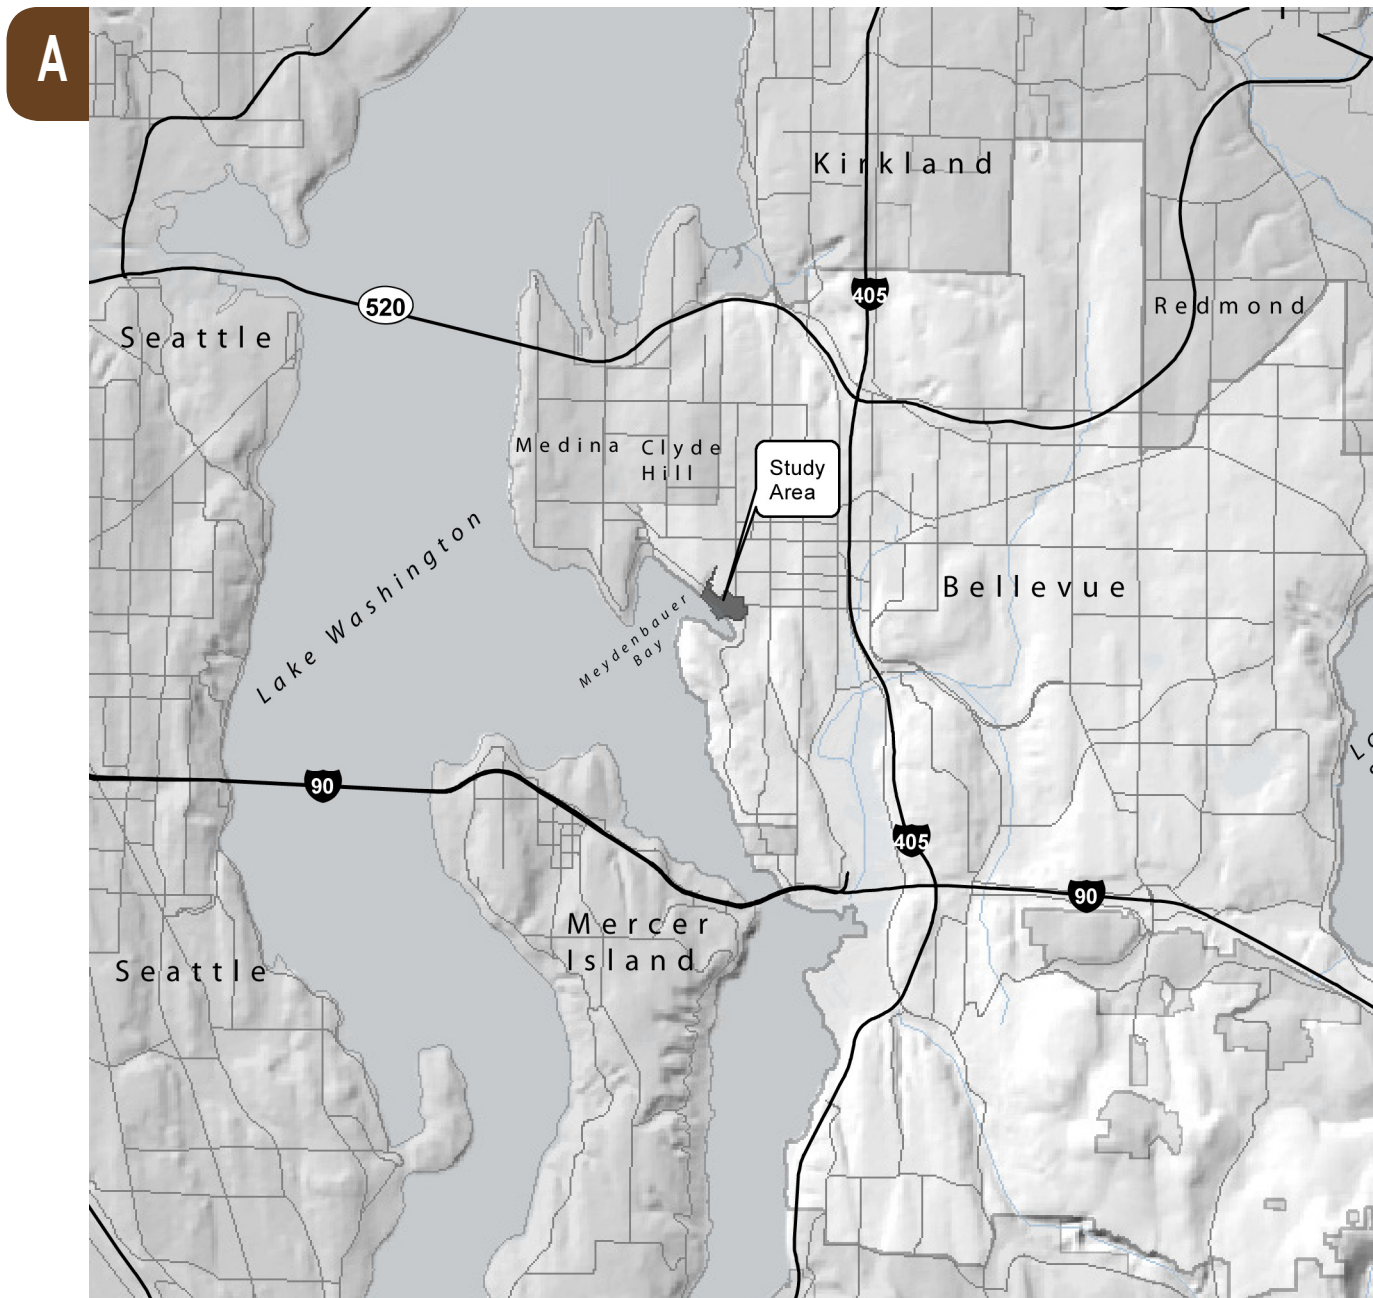 A
Kirkland
405
520
Redmond
Seattle
Medina
Clyde
Hill
Study
Area
Lake Washington
Bellevue
Meydenbauer
Bay
90
405
90
Mercer
Island
Seattle